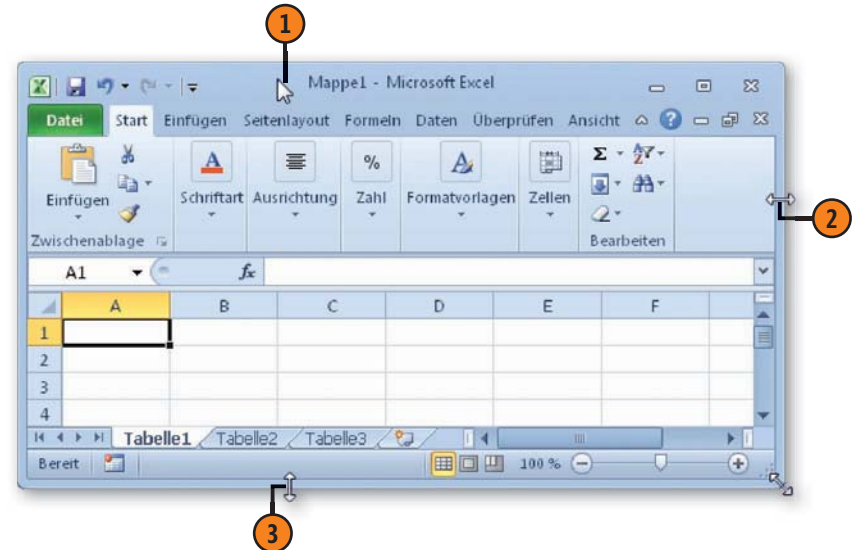 1
Mappe1 - Microsoft Excel
Datei Start Einfügen Seitenlayout Formeln Daten Überprüfen Ansicht
Einfügen Schriftart Ausrichtung Zahl Formatvorlagen Zellen
Zwischenablage Bearbeiten
2
A1 fx
A B C D E F
1
2
3
4
Tabelle1 Tabelle2 Tabelle3
Bereit 100 %
3